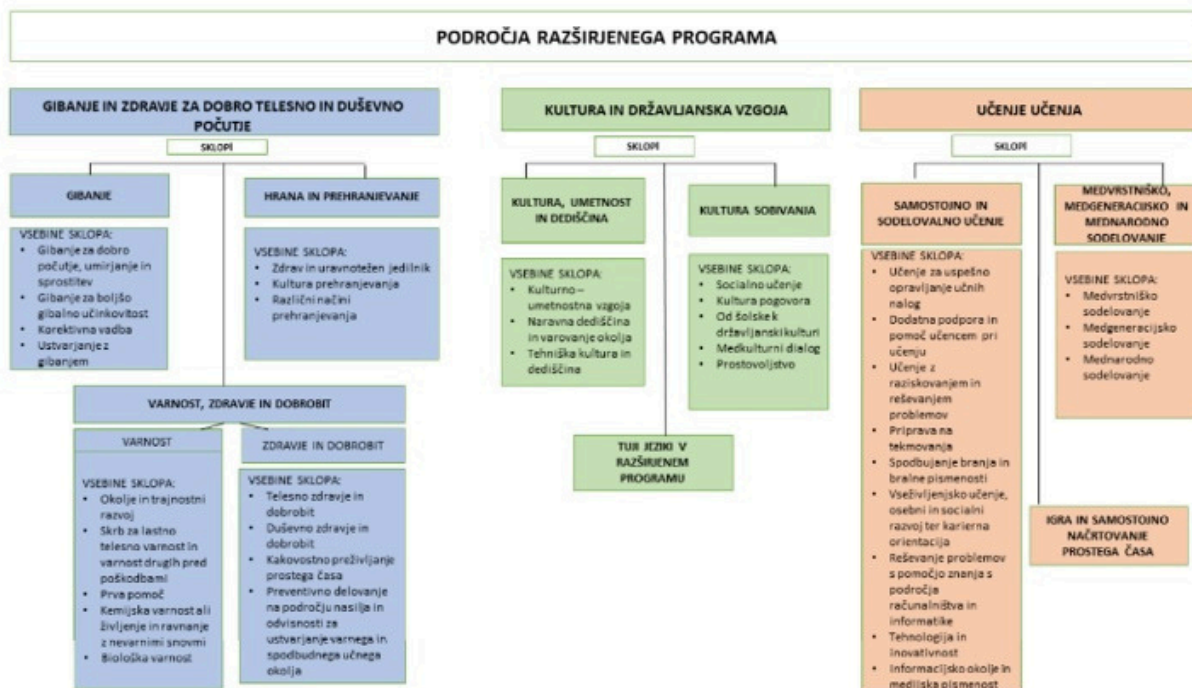 PODROČJA RAZŠIRJENEGA PROGRAMA
GIBANJE IN ZDRAVJE ZA DOBRO TELESNO IN DUŠEVNO
POČUTJE
SKLOPI
GIBANJE
VSEBINE SKLOPA:
• Gibanje za dobro
počutje, umirjanje in
sprostitev
• Gibanje za boljšo
gibalno učinkovitost
• Korektivna vadba
• Ustvarjanje z
gibanjem
HRANA IN PREHRANJEVANJE
VSEBINE SKLOPA:
• Zdrav in uravnotežen jedilnik
• Kultura prehranjevanja
• Različni načini
prehranjevanja
VARNOST, ZDRAVJE IN DOBROBIT
VARNOST
VSEBINE SKLOPA:
• Okolje in trajnostni
razvoj
• Skrb za lastno
telesno varnost in
varnost drugih pred
poškodbami
• Prva pomoč
• Kemijska varnost ali
življenje in ravnanje
z nevarnimi snovmi
• Biološka varnost
ZDRAVJE IN DOBROBIT
VSEBINE SKLOPA:
• Telesno zdravje in
dobrobit
• Duševno zdravje in
dobrobit
• Kakovostno preživljanje
prostega časa
• Preventivno delovanje
na področju nasilja in
odvisnosti za
ustvarjanje varnega in
spodbudnega učnega
okolja
KULTURA IN DRŽAVLJANSKA VZGOJA
SKLOPI
KULTURA, UMETNOST
IN DEDIŠČINA
VSEBINE SKLOPA:
• Kulturno –
umetnostna vzgoja
• Naravna dediščina
in varovanje okolja
• Tehniška kultura in
dediščina
KULTURA SOBIVANJA
VSEBINE SKLOPA:
• Socialno učenje
• Kultura pogovora
• Od šolske k
državljanski kulturi
• Medkulturni dialog
• Prostovoljstvo
TUJI JEZIKI V
RAZŠIRJENEM
PROGRAMU
UČENJE UČENJA
SKLOPI
SAMOSTOJNO IN
SODELOVALNO UČENJE
VSEBINE SKLOPA:
• Učenje za uspešno
opravljanje učnih
nalog
• Dodatna podpora in
pomoč učencem pri
učenju
• Učenje z
raziskovanjem in
reševanjem
problemov
• Priprava na
tekmovanja
• Spodbujanje branja in
bralne pismenosti
• Vseživljenjsko učenje,
osebni in socialni
razvoj ter karierna
orientacija
• Reševanje problemov
s pomočjo znanja s
področja
računalništva in
informatike
• Tehnologija in
inovativnost
• Informacijsko okolje in
medijska pismenost
MEDVRSTNIŠKO,
MEDGENERACIJSKO IN
MEDNARODNO
SODELOVANJE
VSEBINE SKLOPA:
• Medvrstniško
sodelovanje
• Medgeneracijsko
sodelovanje
• Mednarodno
sodelovanje
IGRA IN SAMOSTOJNO
NAČRTOVANJE
PROSTEGA ČASA